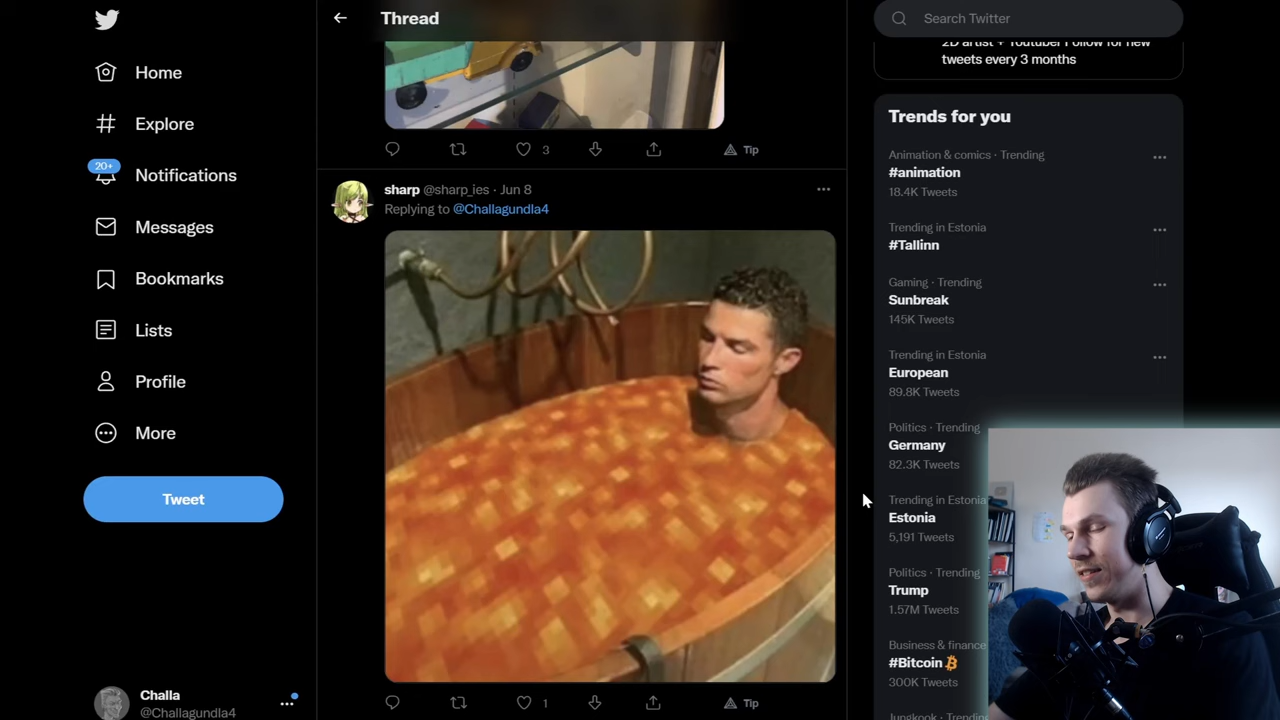 Home
Explore
20+
Notifications
Messages
Bookmarks
Lists
Profile
More
Tweet
Challa
@Challagundla4
Thread
3
Tip
sharp @sharp_ies · Jun 8
Replying to @Challagundla4
1
Tip
Search Twitter
2D artist + Youtuber Follow for new
tweets every 3 months
Trends for you
Animation & comics · Trending
#animation
18.4K Tweets
Trending in Estonia
#Tallinn
Gaming · Trending
Sunbreak
145K Tweets
Trending in Estonia
European
89.8K Tweets
Politics · Trending
Germany
82.3K Tweets
Trending in Estonia
Estonia
5,191 Tweets
Politics · Trending
Trump
1.57M Tweets
Business & finance
#Bitcoin
300K Tweets
Jungkook · Trending